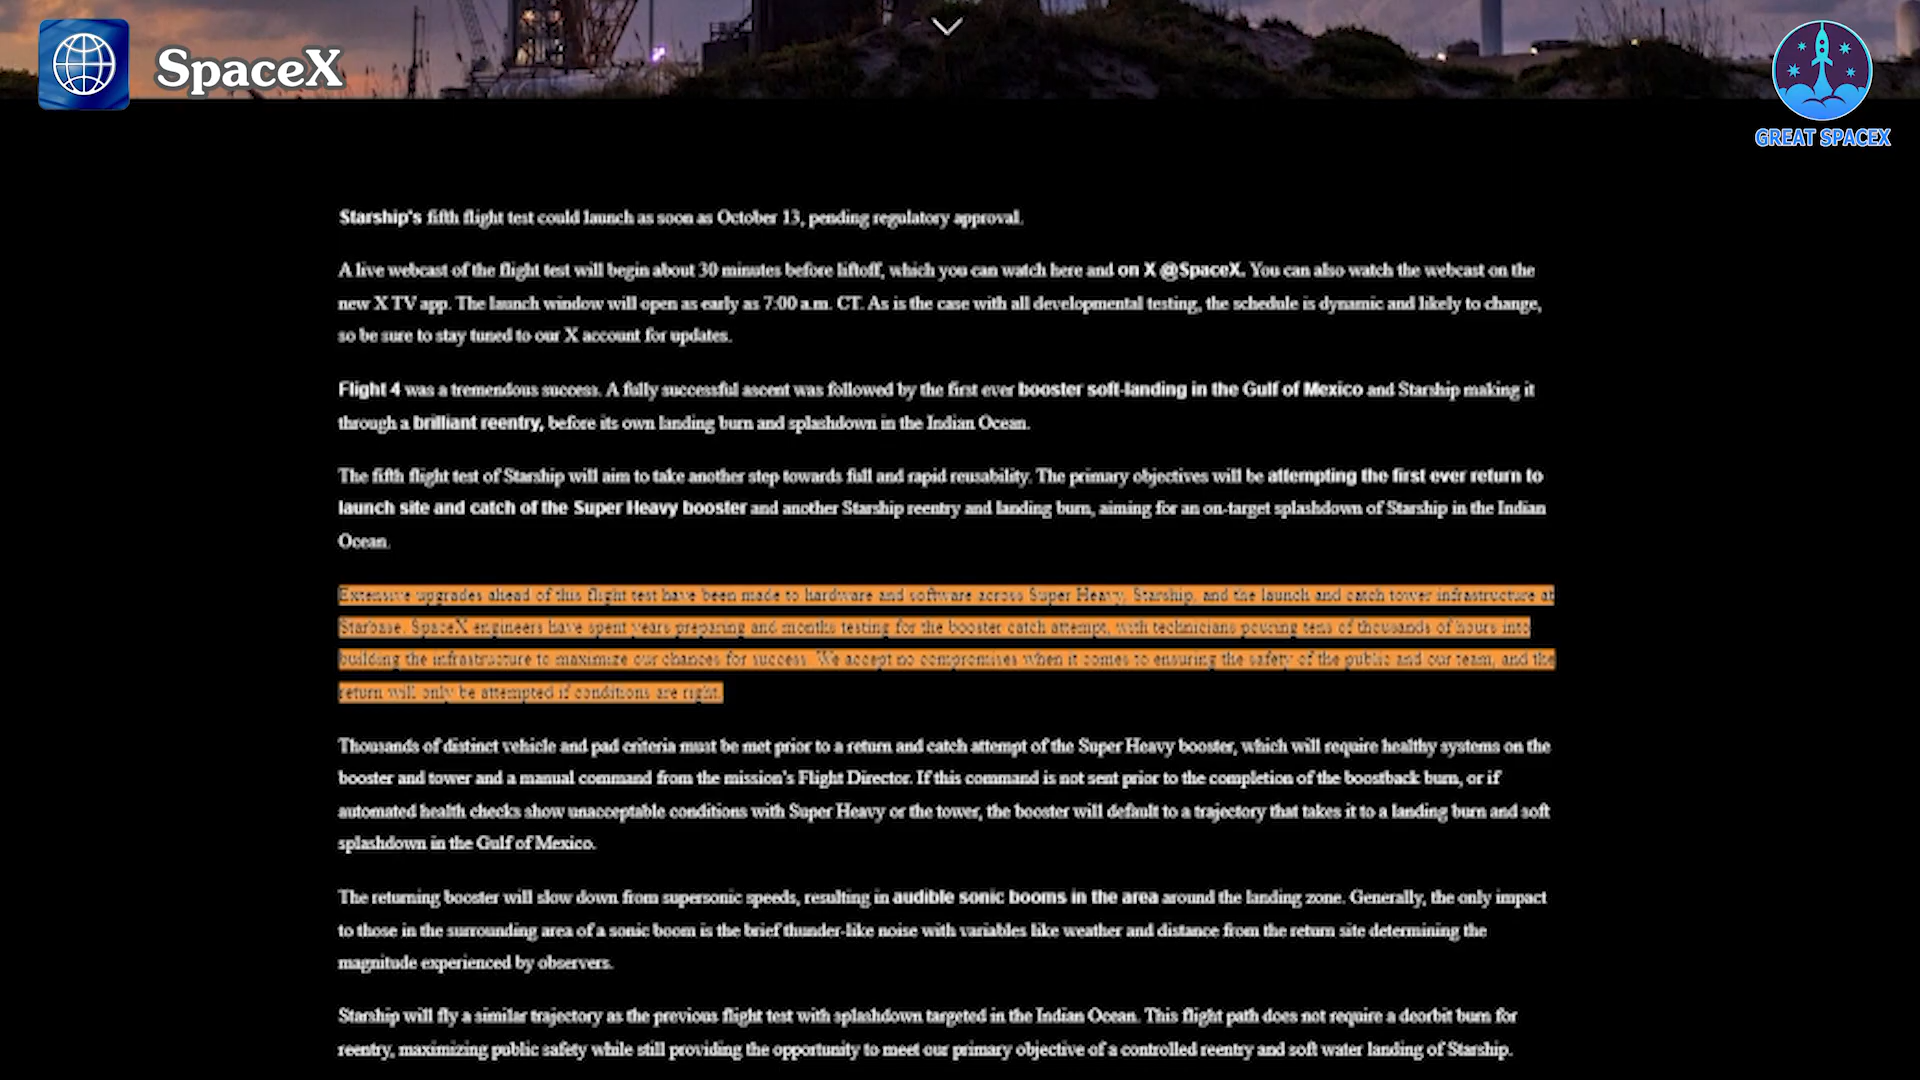 SpaceX
GREAT SPACEX
Starship's fifth flight test could launch as soon as October 13, pending regulatory approval.
A live webcast of the flight test will begin about 30 minutes before liftoff, which you can watch here and on X @SpaceX. You can also watch the webcast on the
new X TV app. The launch window will open as early as 7:00 a.m. CT. As is the case with all developmental testing, the schedule is dynamic and likely to change,
so be sure to stay tuned to our X account for updates.
Flight 4 was a tremendous success. A fully successful ascent was followed by the first ever booster soft-landing in the Gulf of Mexico and Starship making it
through a brilliant reentry, before its own landing burn and splashdown in the Indian Ocean.
The fifth flight test of Starship will aim to take another step towards full and rapid reusability. The primary objectives will be attempting the first ever return to
launch site and catch of the Super Heavy booster and another Starship reentry and landing burn, aiming for an on-target splashdown of Starship in the Indian
Ocean.
Extensive upgrades ahead of this flight test have been made to hardware and software across Super Heavy, Starship, and the launch and catch tower infrastructure at
Starbase. SpaceX engineers have spent years preparing and months testing for the booster catch attempt, with technicians pouring tens of thousands of hours into
building the infrastructure to maximize our chances for success. We accept no compromises when it comes to ensuring the safety of the public and our team, and the
return will only be attempted if conditions are right.
Thousands of distinct vehicle and pad criteria must be met prior to a return and catch attempt of the Super Heavy booster, which will require healthy systems on the
booster and tower and a manual command from the mission's Flight Director. If this command is not sent prior to the completion of the boostback burn, or if
automated health checks show unacceptable conditions with Super Heavy or the tower, the booster will default to a trajectory that takes it to a landing burn and soft
splashdown in the Gulf of Mexico.
The returning booster will slow down from supersonic speeds, resulting in audible sonic booms in the area around the landing zone. Generally, the only impact
to those in the surrounding area of a sonic boom is the brief thunder-like noise with variables like weather and distance from the return site determining the
magnitude experienced by observers.
Starship will fly a similar trajectory as the previous flight test with splashdown targeted in the Indian Ocean. This flight path does not require a deorbit burn for
reentry, maximizing public safety while still providing the opportunity to meet our primary objective of a controlled reentry and soft water landing of Starship.